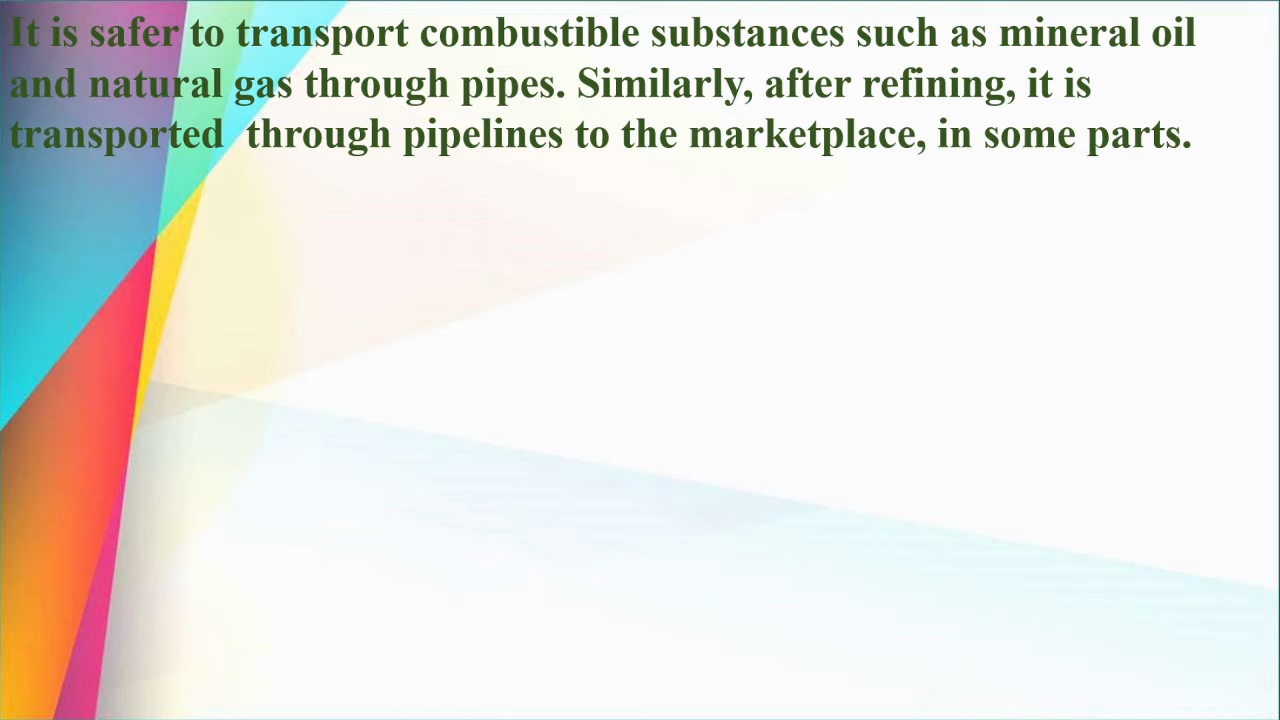 It is safer to transport combustible substances such as mineral oil
and natural gas through pipes. Similarly, after refining, it is
transported  through pipelines to the marketplace, in some parts.